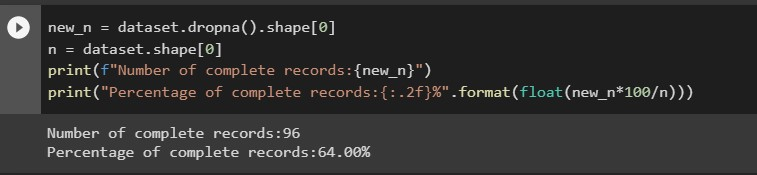 new_n = dataset.dropna().shape[0]
n = dataset.shape[0]
print(f"Number of complete records:{new_n}")
print("Percentage of complete records:{:.2f}%".format(float(new_n*100/n)))
Number of complete records:96
Percentage of complete records:64.00%